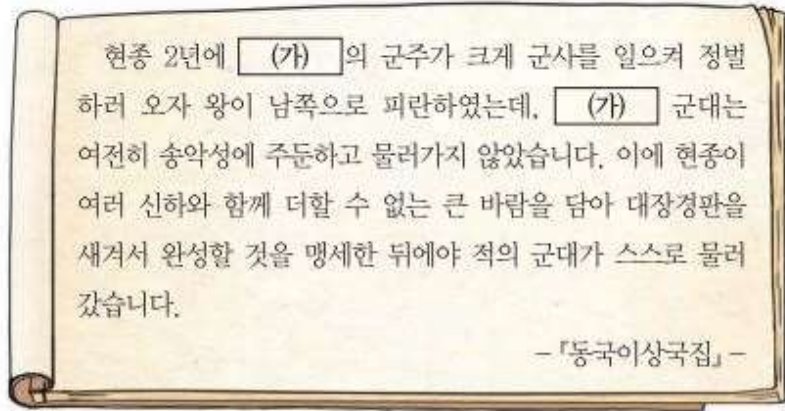 현종 2년에 (가) 의 군주가 크게 군사를 일으켜 정벌
하러 오자 왕이 남쪽으로 피란하였는데, (가) 군대는
여전히 송악성에 주둔하고 물러가지 않았습니다. 이에 현종이
여러 신하와 함께 더할 수 없는 큰 바람을 담아 대장경판을
새겨서 완성할 것을 맹세한 뒤에야 적의 군대가 스스로 물러
갔습니다.
- 『동국이상국집』 -